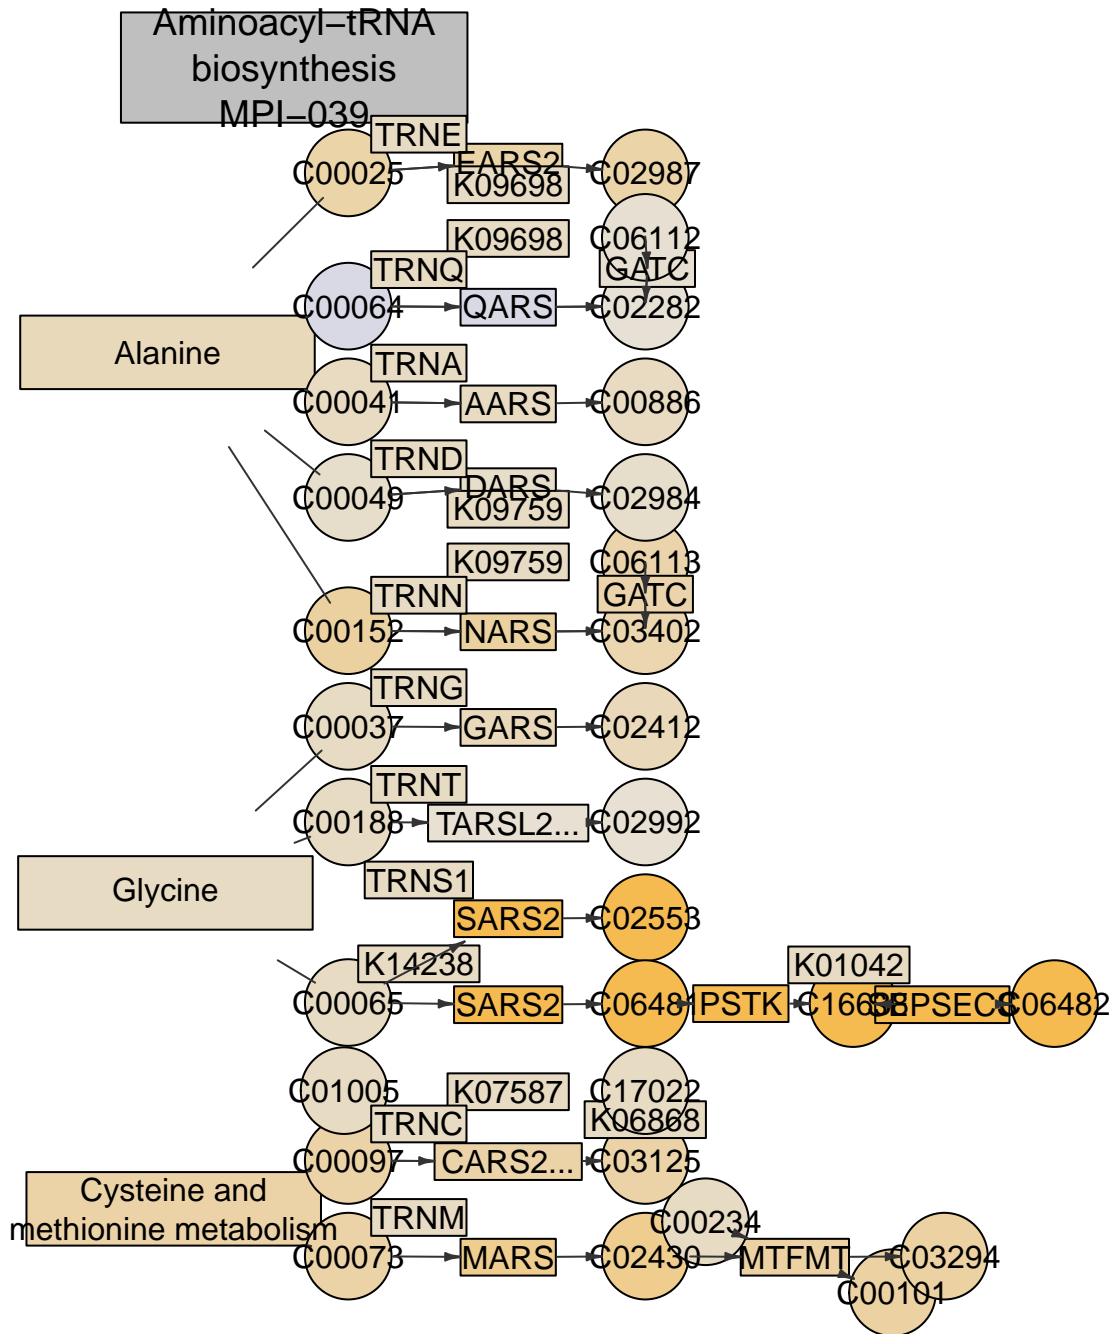 Aminoacyl−tRNA
biosynthesis
MPI−039
TRNE
C00025
EARS2
K09698
C02987
K09698
C06112
TRNQ
GATC
C00064
QARS
C02282
Alanine
TRNA
C00041
AARS
C00886
TRND
C00049
DARS
K09759
C02984
K09759
C06113
TRNN
GATC
C00152
NARS
C03402
TRNG
C00037
GARS
C02412
TRNT
C00188
TARSL2...
C02992
TRNS1
Glycine
SARS2
C02553
K14238
K01042
C00065
SARS2
C06481
PSTK
C16638
SEPSECS
C06482
C01005
K07587
C17022
TRNC
K06868
C00097
CARS2...
C03125
Cysteine and
methionine metabolism
TRNM
C00234
C00073
MARS
C02430
MTFMT
C03294
C00101